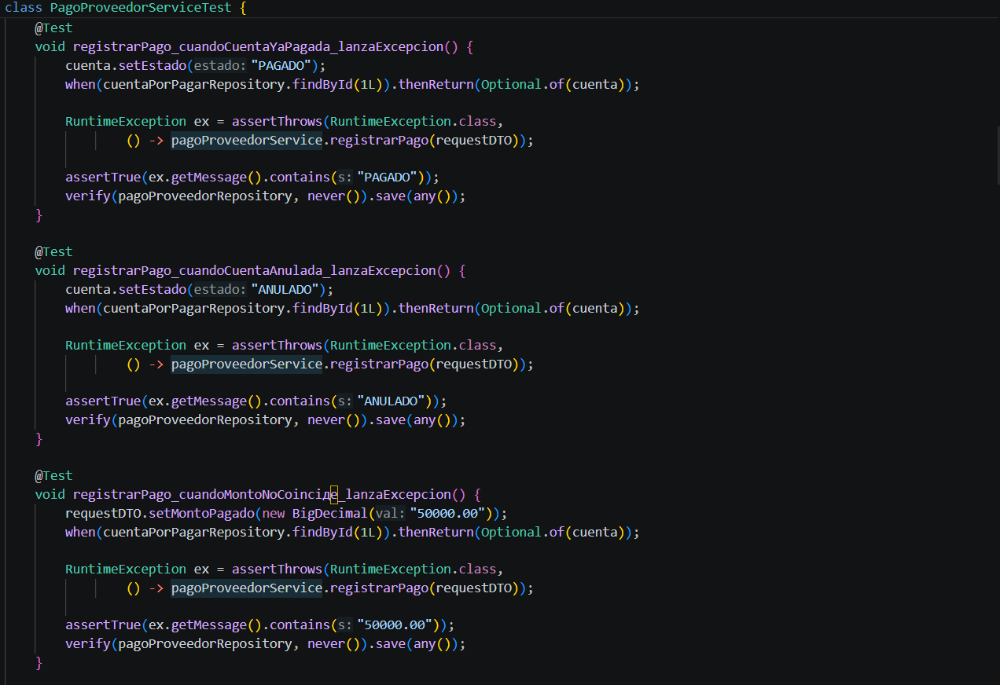 class PagoProveedorServiceTest {
@Test
void registrarPago_cuandoCuentaYaPagada_lanzaExcepcion() {
cuenta.setEstado(estado: "PAGADO");
when(cuentaPorPagarRepository.findById(1L)).thenReturn(Optional.of(cuenta));
RuntimeException ex = assertThrows(RuntimeException.class,
() -> pagoProveedorService.registrarPago(requestDTO));
assertTrue(ex.getMessage().contains(s: "PAGADO"));
verify(pagoProveedorRepository, never()).save(any());
}
@Test
void registrarPago_cuandoCuentaAnulada_lanzaExcepcion() {
cuenta.setEstado(estado: "ANULADO");
when(cuentaPorPagarRepository.findById(1L)).thenReturn(Optional.of(cuenta));
RuntimeException ex = assertThrows(RuntimeException.class,
() -> pagoProveedorService.registrarPago(requestDTO));
assertTrue(ex.getMessage().contains(s: "ANULADO"));
verify(pagoProveedorRepository, never()).save(any());
}
@Test
void registrarPago_cuandoMontoNoCoinciде_lanzaExcepcion() {
requestDTO.setMontoPagado(new BigDecimal(val: "50000.00"));
when(cuentaPorPagarRepository.findById(1L)).thenReturn(Optional.of(cuenta));
RuntimeException ex = assertThrows(RuntimeException.class,
() -> pagoProveedorService.registrarPago(requestDTO));
assertTrue(ex.getMessage().contains(s: "50000.00"));
verify(pagoProveedorRepository, never()).save(any());
}